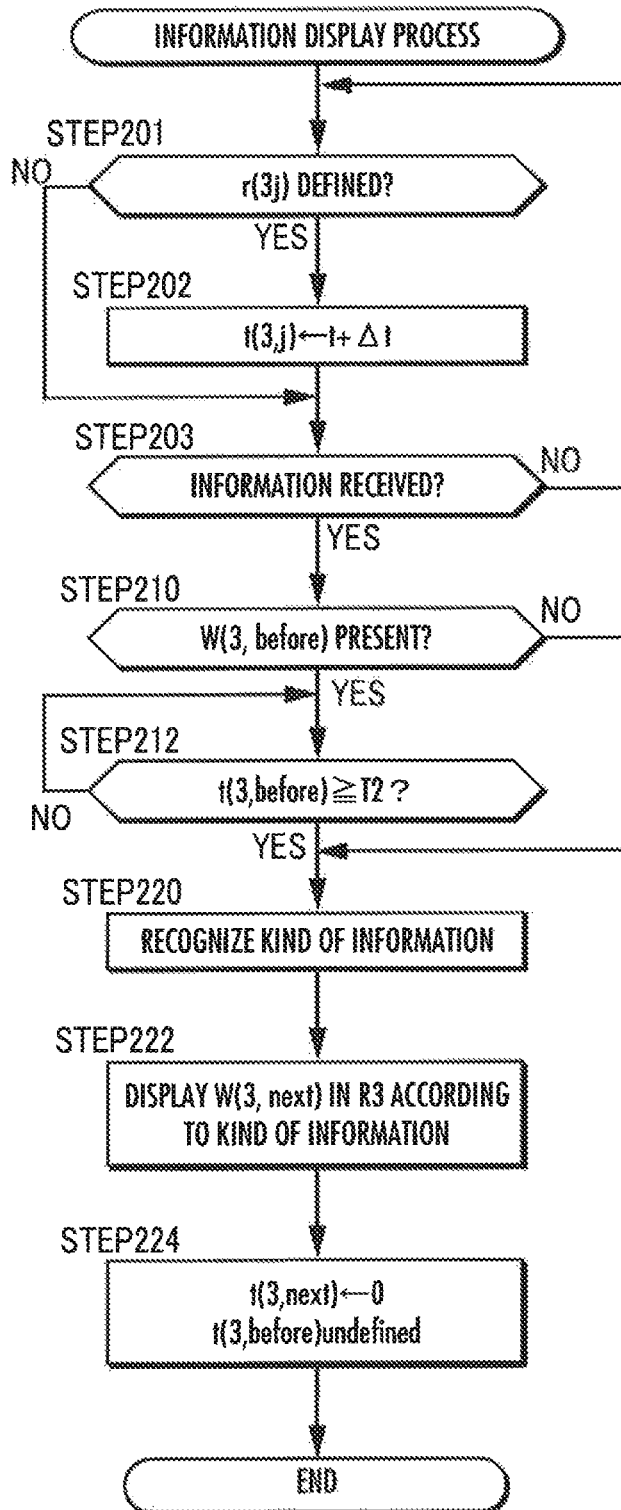 INFORMATION DISPLAY PROCESS
STEP201
NO
r(3j) DEFINED?
YES
STEP202
t(3,j)←t+ Δ t
STEP203
INFORMATION RECEIVED?
NO
YES
STEP210
W(3, before) PRESENT?
NO
YES
STEP212
t(3,before)≧T2 ?
NO
YES
STEP220
RECOGNIZE KIND OF INFORMATION
STEP222
DISPLAY W(3, next) IN R3 ACCORDING
TO KIND OF INFORMATION
STEP224
t(3,next)←0
t(3,before)undefined
END